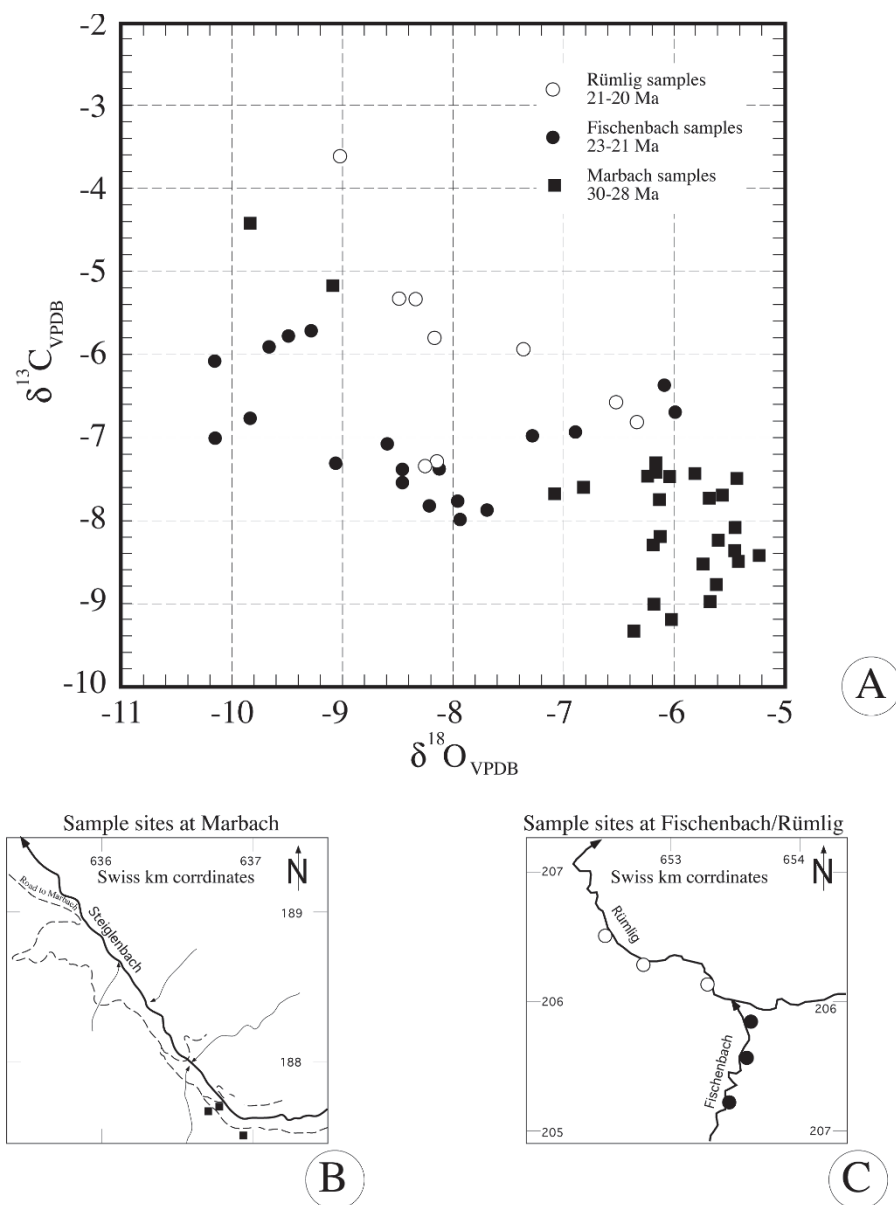 -2
-3
-4
-5
-6
-7
-8
-9
-10
δ13CVPDB
Rümlig samples
21-20 Ma
Fischenbach samples
23-21 Ma
Marbach samples
30-28 Ma
-11
-10
-9
-8
-7
-6
-5
δ18OVPDB
A
Sample sites at Marbach
636
637
Swiss km corrdinates
N
Road to Marbach
Steiglenbach
189
188
B
Sample sites at Fischenbach/Rümlig
653
654
207
Swiss km corrdinates
N
Rümlig
206
206
Fischenbach
205
207
C